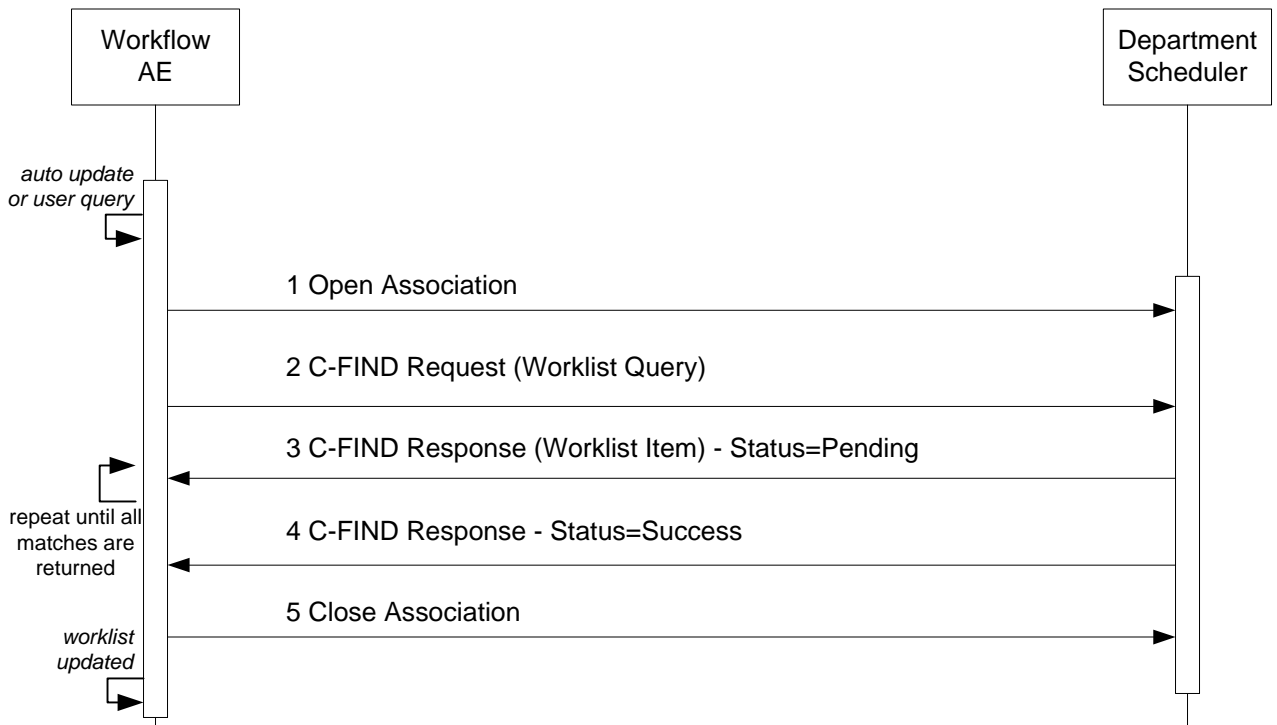 Workflow
AE
Department
Scheduler
auto update
or user query
1 Open Association
2 C-FIND Request (Worklist Query)
3 C-FIND Response (Worklist Item) - Status=Pending
repeat until all
matches are
returned
4 C-FIND Response - Status=Success
5 Close Association
worklist
updated